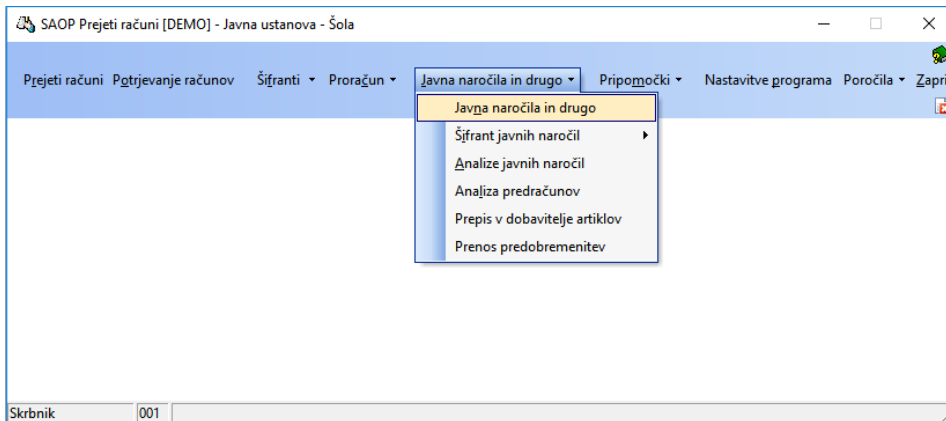 SAOP Prejeti računi [DEMO] - Javna ustanova - Šola
Prejeti računi Potrjevanje računov Šifranti Proračun Javna naročila in drugo Pripomočki Nastavitve programa Poročila Zapri
Javna naročila in drugo
Šifrant javnih naročil
Analize javnih naročil
Analiza predračunov
Prepis v dobavitelje artiklov
Prenos predobremenitev
Skrbnik 001